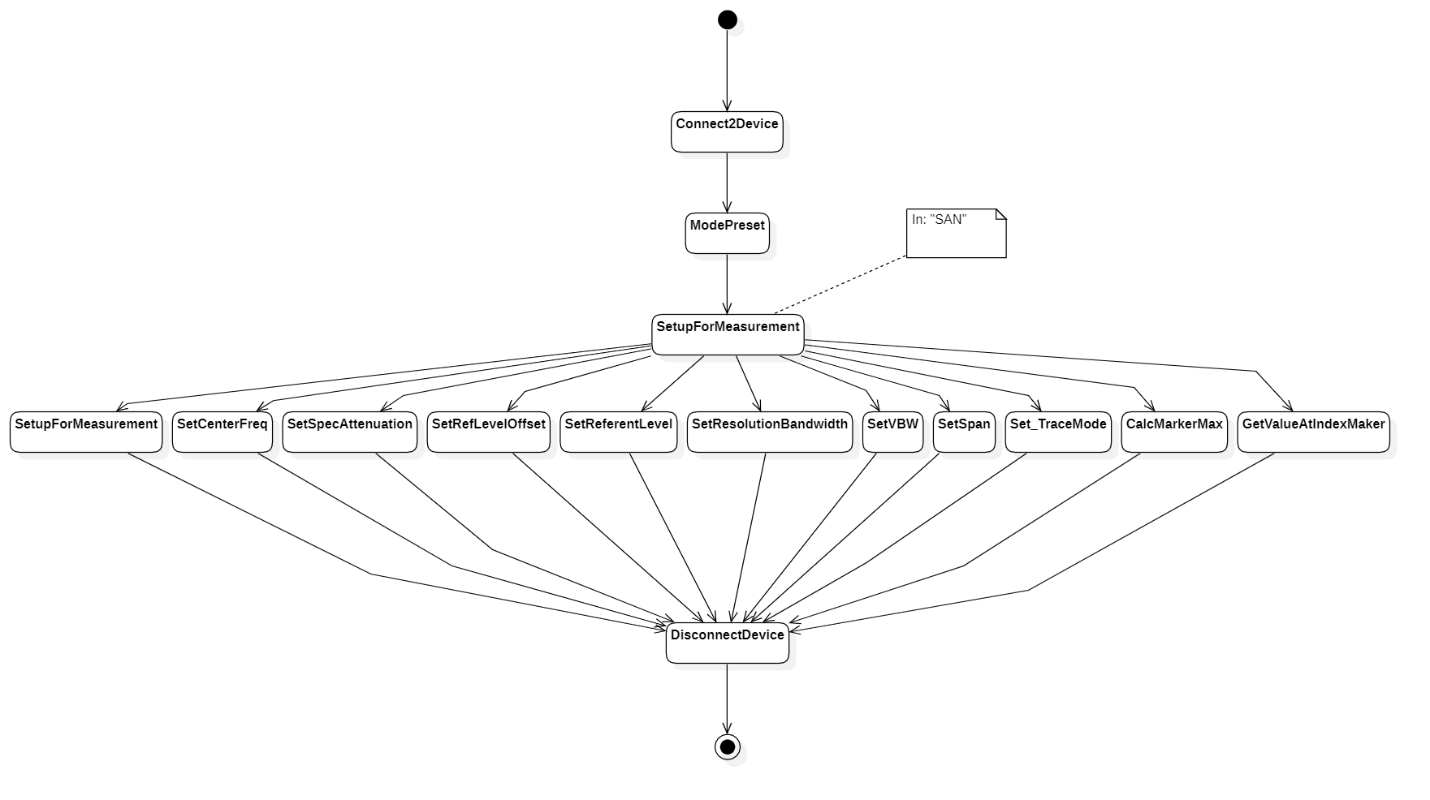 Connect2Device
ModePreset
In: "SAN"
SetupForMeasurement
SetupForMeasurement
SetCenterFreq
SetSpecAttenuation
SetRefLevelOffset
SetReferentLevel
SetResolutionBandwidth
SetVBW
SetSpan
Set_TraceMode
CalcMarkerMax
GetValueAtIndexMaker
DisconnectDevice